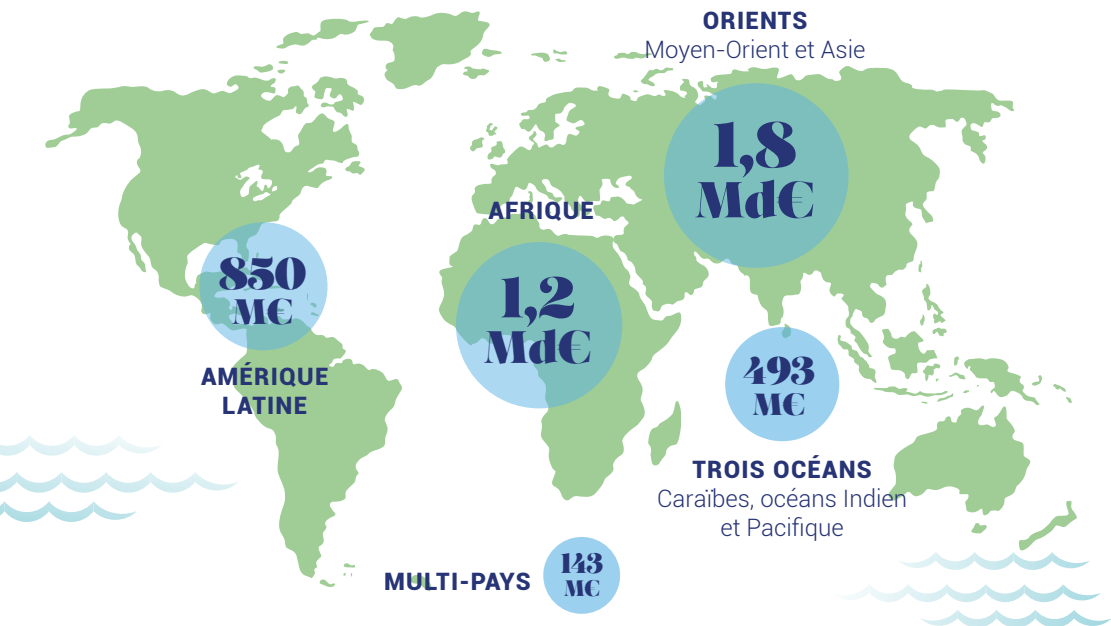 ORIENTS
Moyen-Orient et Asie
1,8
Md€
AFRIQUE
1,2
Md€
850
M€
AMÉRIQUE
LATINE
493
M€
TROIS OCÉANS
Caraïbes, océans Indien
et Pacifique
MULTI-PAYS
143
M€